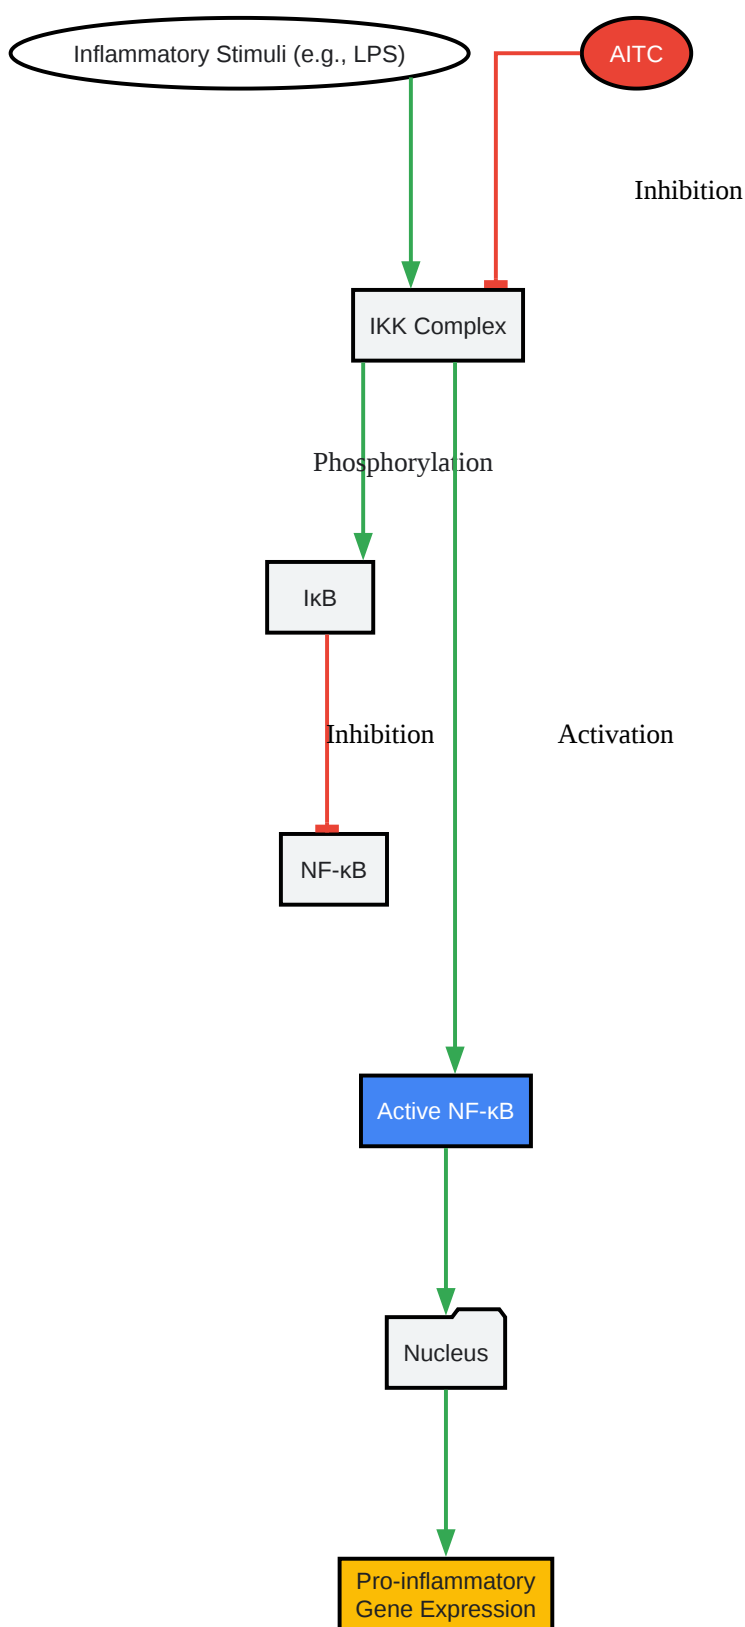 Inflammatory Stimuli (e.g., LPS)
AITC
Inhibition
IKK Complex
Phosphorylation
IκB
Inhibition
Activation
NF-κB
Active NF-κB
Nucleus
Pro-inflammatory
Gene Expression